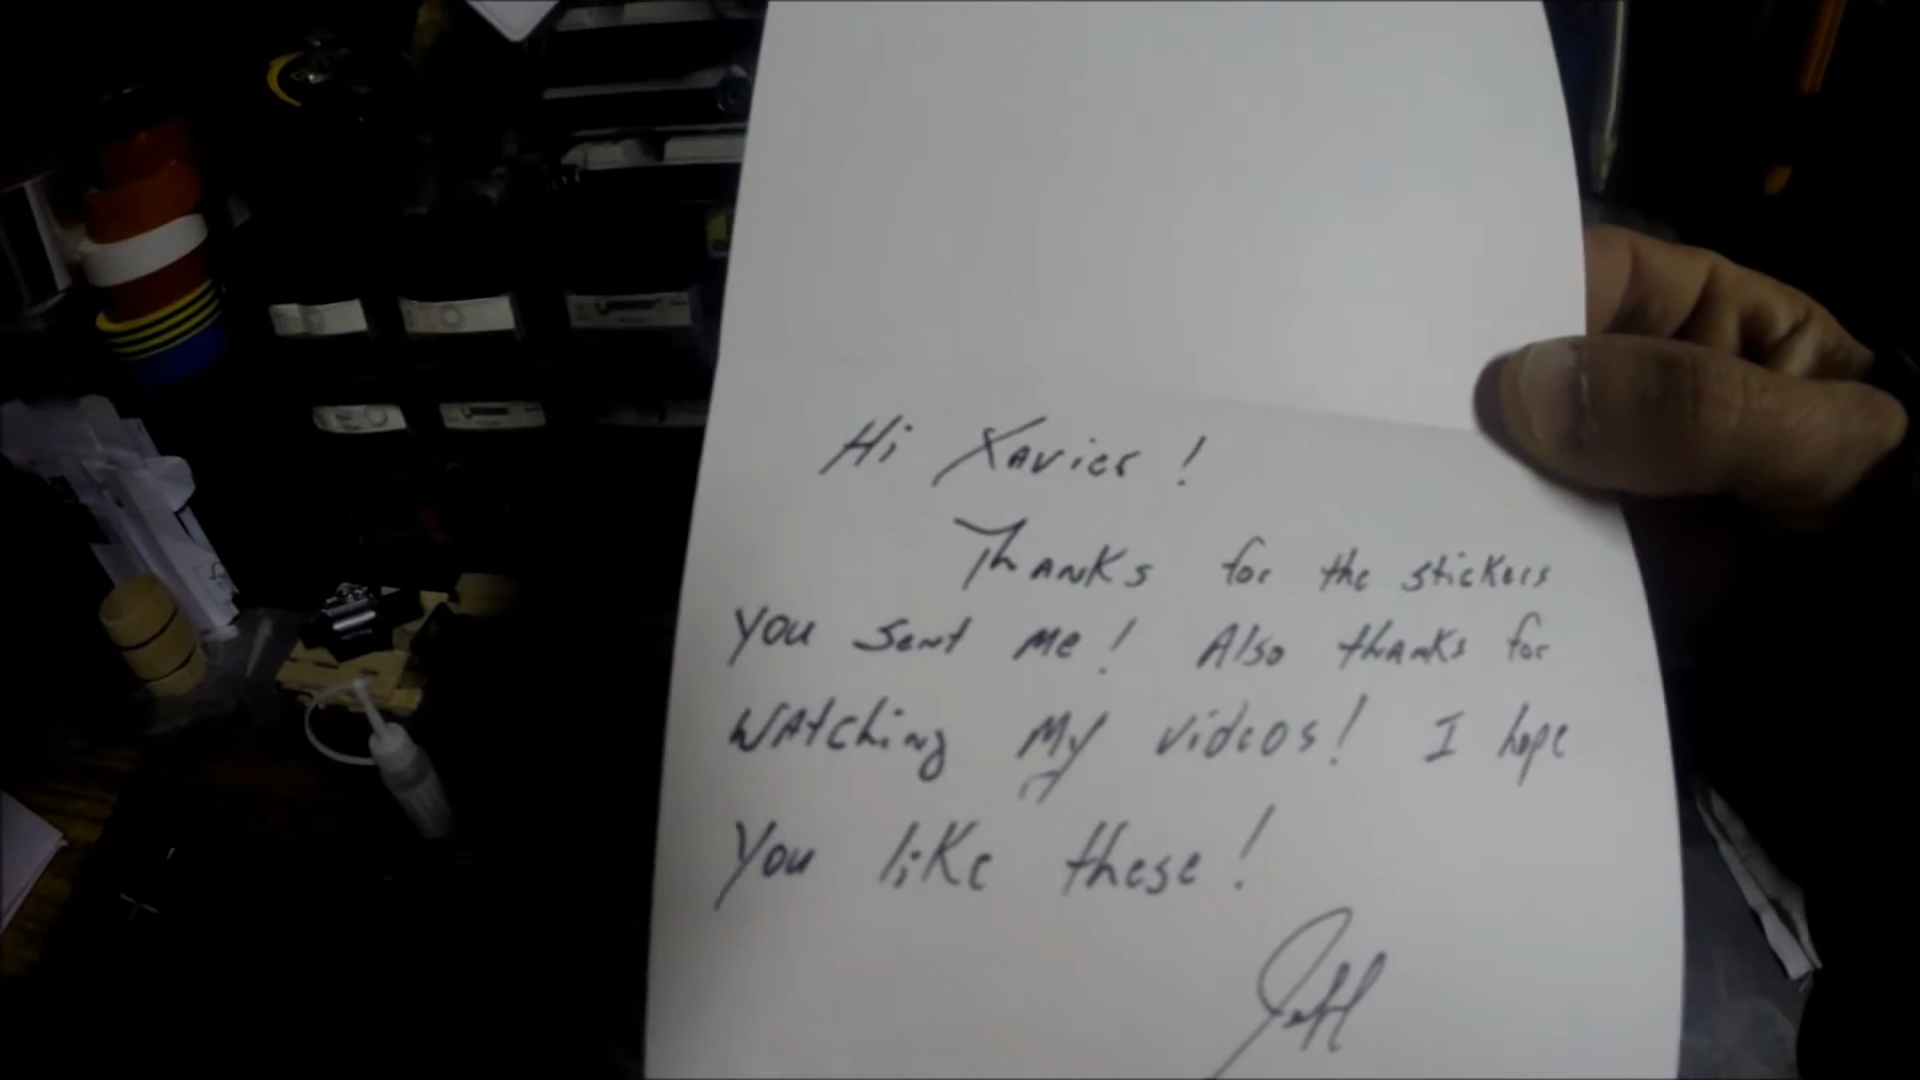 Hi Xavier!
Thanks for the stickers
you sent me! Also thanks for
watching my videos! I hope
you like these!
Jeff